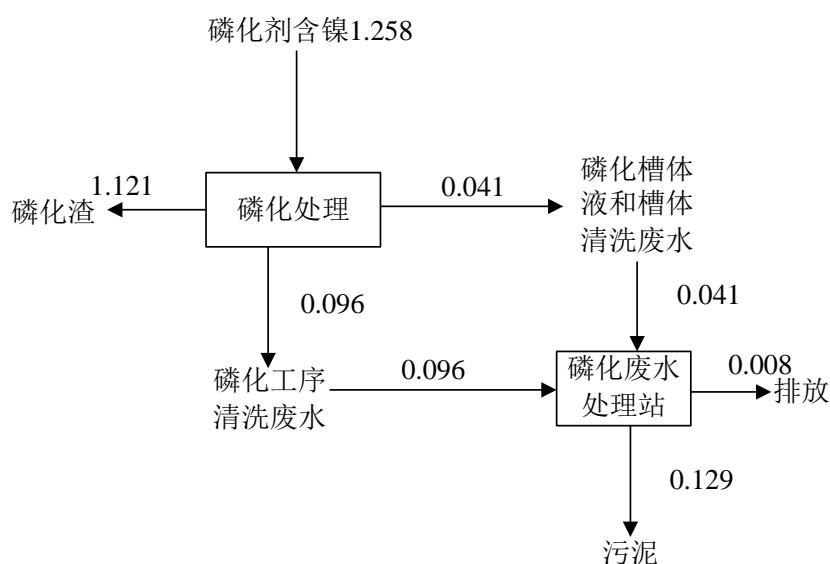 磷化剂含镍1.258
1.121
磷化渣
磷化处理
0.041
磷化槽体
液和槽体
清洗废水
0.096
0.041
磷化工序
清洗废水
0.096
磷化废水
处理站
0.008
排放
0.129
污泥